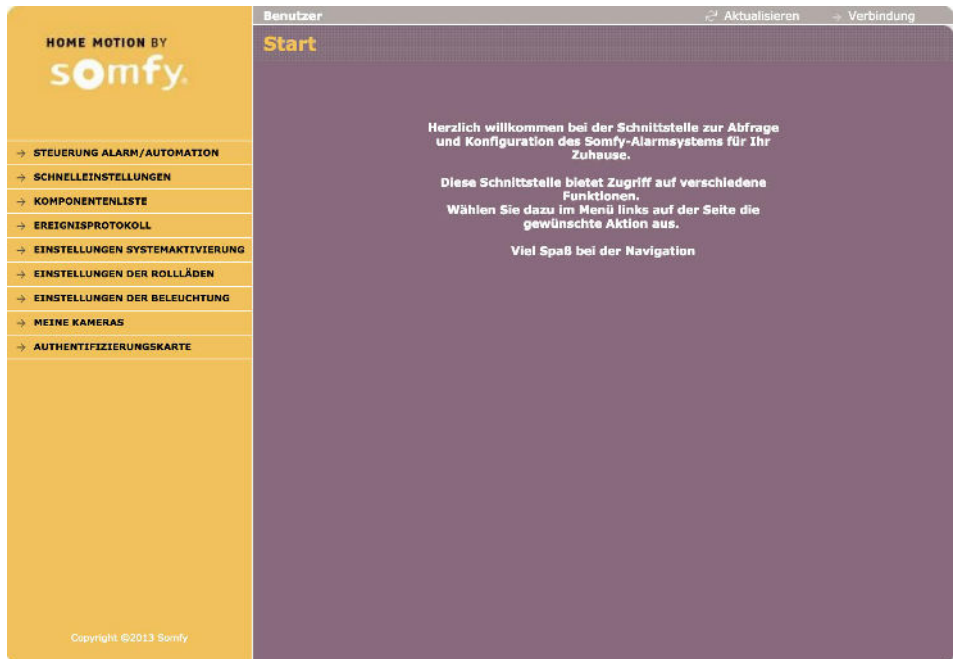 Benutzer
Aktualisieren
Verbindung
HOME MOTION BY
somfy.
Start
Herzlich willkommen bei der Schnittstelle zur Abfrage
und Konfiguration des Somfy-Alarmsystems für Ihr
Zuhause.
Diese Schnittstelle bietet Zugriff auf verschiedene
Funktionen.
Wählen Sie dazu im Menü links auf der Seite die
gewünschte Aktion aus.
Viel Spaß bei der Navigation
STEUERUNG ALARM/AUTOMATION
SCHNELLEINSTELLUNGEN
KOMPONENTENLISTE
EREIGNISPROTOKOLL
EINSTELLUNGEN SYSTEMAKTIVIERUNG
EINSTELLUNGEN DER ROLLLÄDEN
EINSTELLUNGEN DER BELEUCHTUNG
MEINE KAMERAS
AUTHENTIFIZIERUNGSKARTE
Copyright ©2013 Somfy